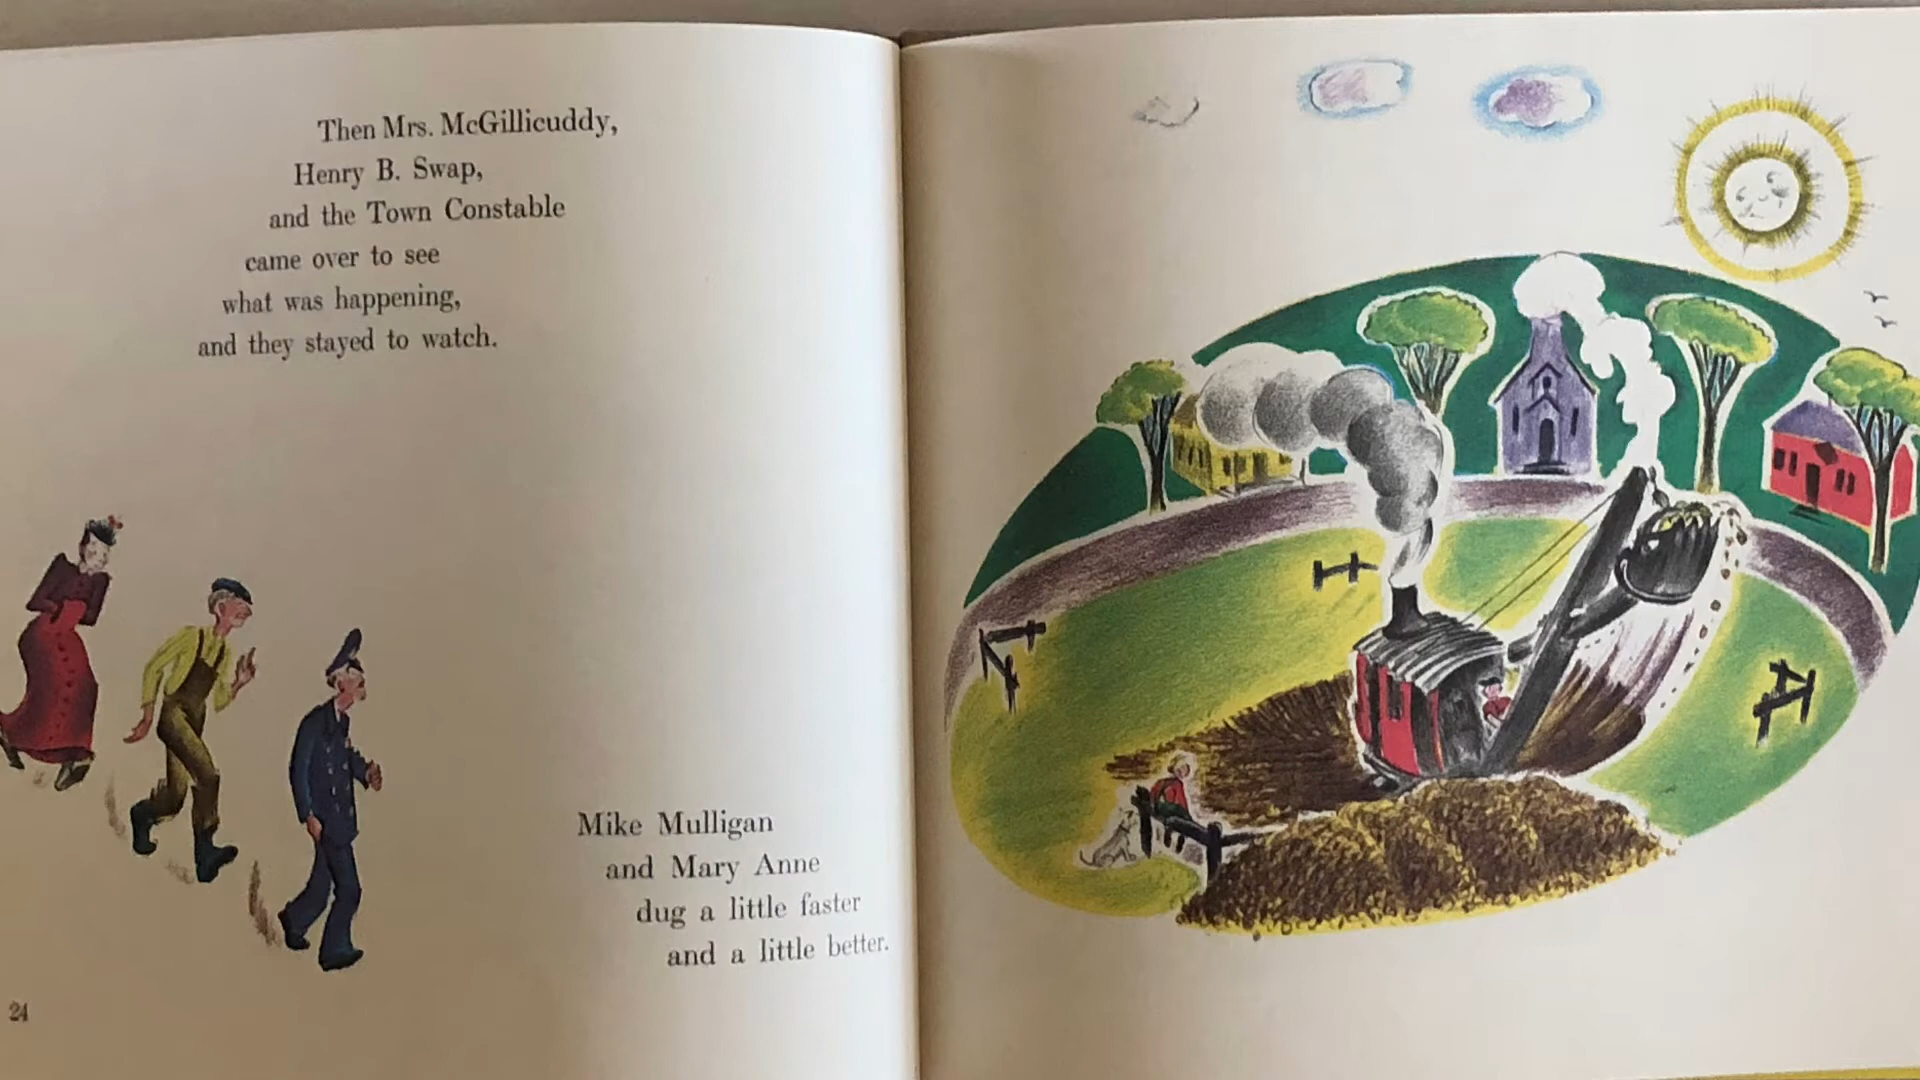 Then Mrs. McGillicuddy,
Henry B. Swap,
and the Town Constable
came over to see
what was happening,
and they stayed to watch.
Mike Mulligan
and Mary Anne
dug a little faster
and a little better.
24